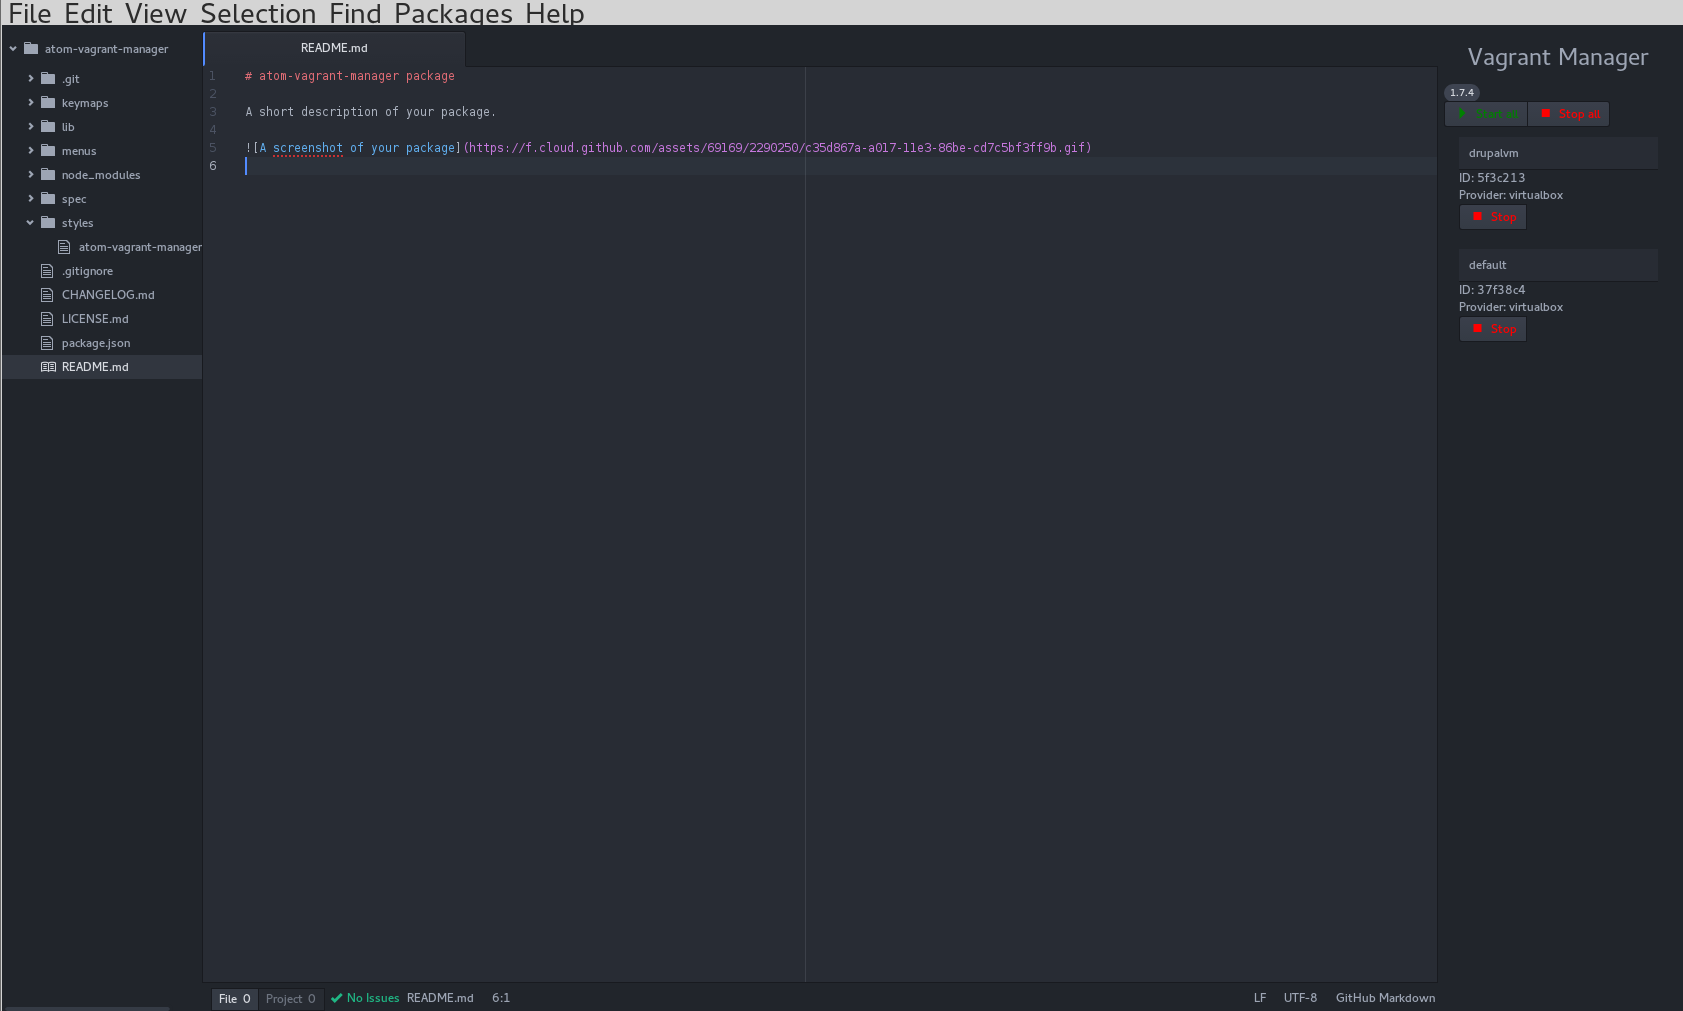 File Edit View Selection Find Packages Help
atom-vagrant-manager
.git
keymaps
lib
menus
node_modules
spec
styles
atom-vagrant-manager
.gitignore
CHANGELOG.md
LICENSE.md
package.json
README.md
README.md
1 # atom-vagrant-manager package
2
3 A short description of your package.
4
5 ![A screenshot of your package](https://f.cloud.github.com/assets/69169/2290250/c35d867a-a017-11e3-86be-cd7c5bf3ff9b.gif)
6
Vagrant Manager
1.7.4
Start all Stop all
drupalvm
ID: 5f3c213
Provider: virtualbox
Stop
default
ID: 37f38c4
Provider: virtualbox
Stop
File 0 Project 0 No Issues README.md 6:1 LF UTF-8 GitHub Markdown